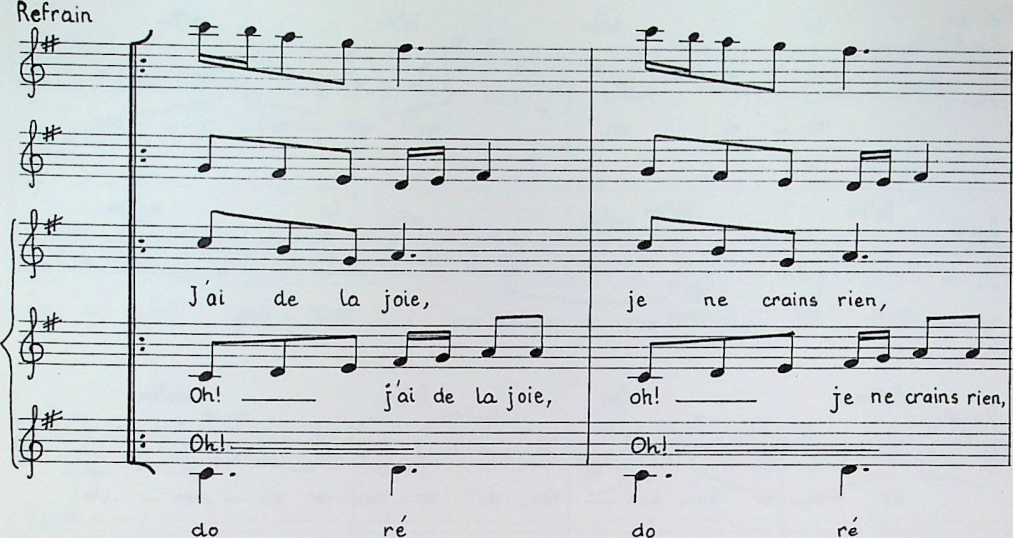 Refrain
J'ai de la joie, je ne crains rien,
Oh! j'ai de la joie, oh! je ne crains rien,
Oh! Oh!
do ré do ré